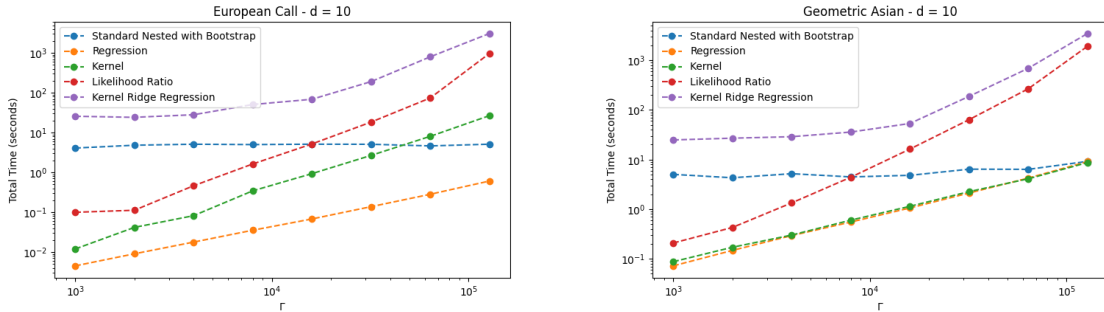 European Call - d = 10
Standard Nested with Bootstrap
Regression
Kernel
Likelihood Ratio
Kernel Ridge Regression
Total Time (seconds)
10³
10²
10¹
10⁰
10⁻¹
10⁻²
10³
10⁴
10⁵
Γ
Geometric Asian - d = 10
Standard Nested with Bootstrap
Regression
Kernel
Likelihood Ratio
Kernel Ridge Regression
Total Time (seconds)
10³
10²
10¹
10⁰
10⁻¹
10³
10⁴
10⁵
Γ